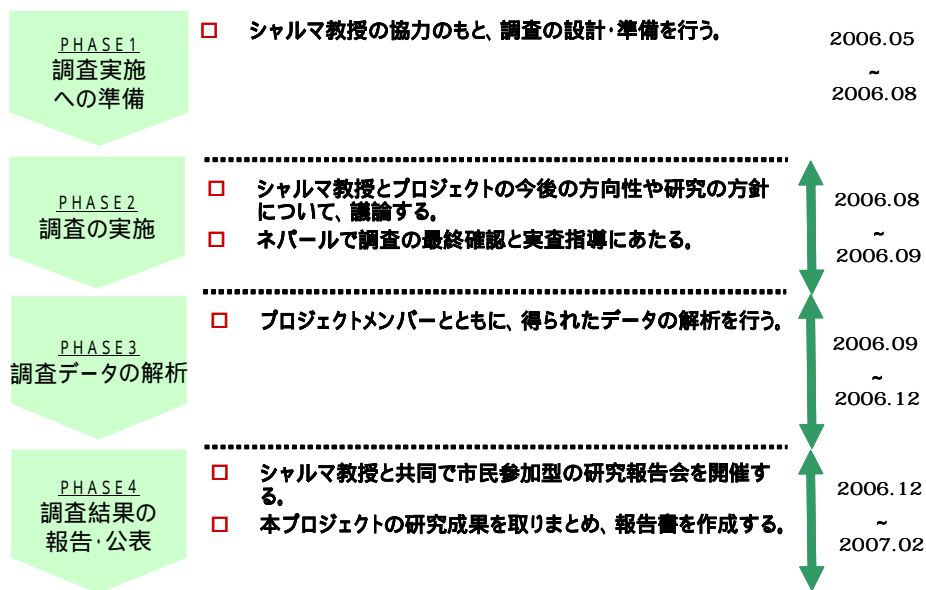 PHASE1
調査実施
への準備
シャルマ教授の協力のもと、調査の設計・準備を行う。
2006.05
~
2006.08
PHASE2
調査の実施
シャルマ教授とプロジェクトの今後の方向性や研究の方針
について、議論する。
ネパールで調査の最終確認と実査指導にあたる。
2006.08
~
2006.09
PHASE3
調査データの解析
プロジェクトメンバーとともに、得られたデータの解析を行う。
2006.09
~
2006.12
PHASE4
調査結果の
報告・公表
シャルマ教授と共同で市民参加型の研究報告会を開催す
る。
本プロジェクトの研究成果を取りまとめ、報告書を作成する。
2006.12
~
2007.02